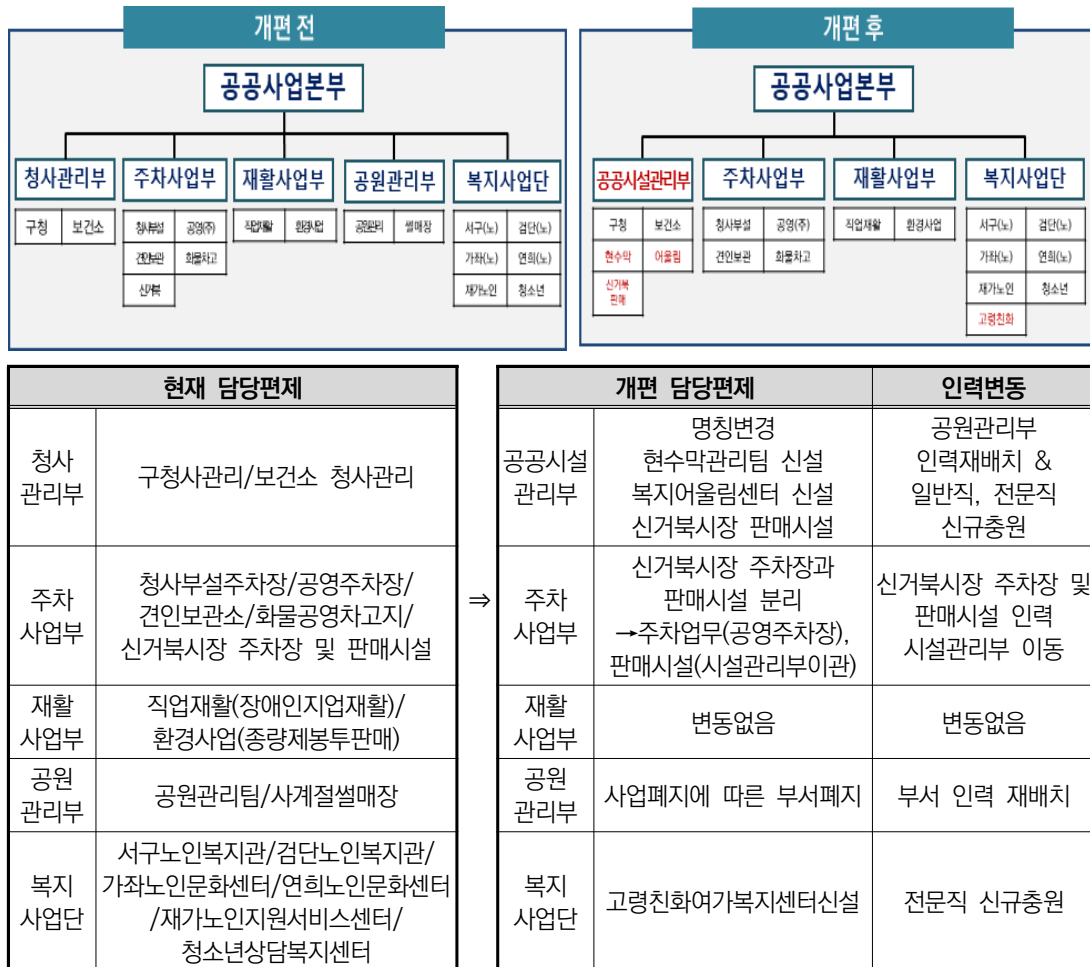 개편 전
공공사업본부
청사관리부 주차사업부 재활사업부 공원관리부 복지사업단
구청 보건소 청사부설 공영(주) 직업재활 환경사업 공원관리 썰매장 서구(노) 검단(노)
견인보관 화물차고 가좌(노) 연희(노)
신거북 재가노인 청소년
개편 후
공공사업본부
공공시설관리부 주차사업부 재활사업부 복지사업단
구청 보건소 청사부설 공영(주) 직업재활 환경사업 서구(노) 검단(노)
현수막 어울림 견인보관 화물차고 가좌(노) 연희(노)
신거북 재가노인 청소년
판매
고령친화
현재 담당편제
청사
관리부
구청사관리/보건소 청사관리
주차
사업부
청사부설주차장/공영주차장/
견인보관소/화물공영차고지/
신거북시장 주차장 및 판매시설
재활
사업부
직업재활(장애인지업재활)/
환경사업(종량제봉투판매)
공원
관리부
공원관리팀/사계절썰매장
복지
사업단
서구노인복지관/검단노인복지관/
가좌노인문화센터/연희노인문화센터
/재가노인지원서비스센터/
청소년상담복지센터
⇒
개편 담당편제 인력변동
공공시설
관리부
명칭변경
현수막관리팀 신설
복지어울림센터 신설
신거북시장 판매시설
공원관리부
인력재배치 &
일반직, 전문직
신규충원
주차
사업부
신거북시장 주차장과
판매시설 분리
→주차업무(공영주차장),
판매시설(시설관리부이관)
신거북시장 주차장 및
판매시설 인력
시설관리부 이동
재활
사업부
변동없음
변동없음
공원
관리부
사업폐지에 따른 부서폐지
부서 인력 재배치
복지
사업단
고령친화여가복지센터신설
전문직 신규충원